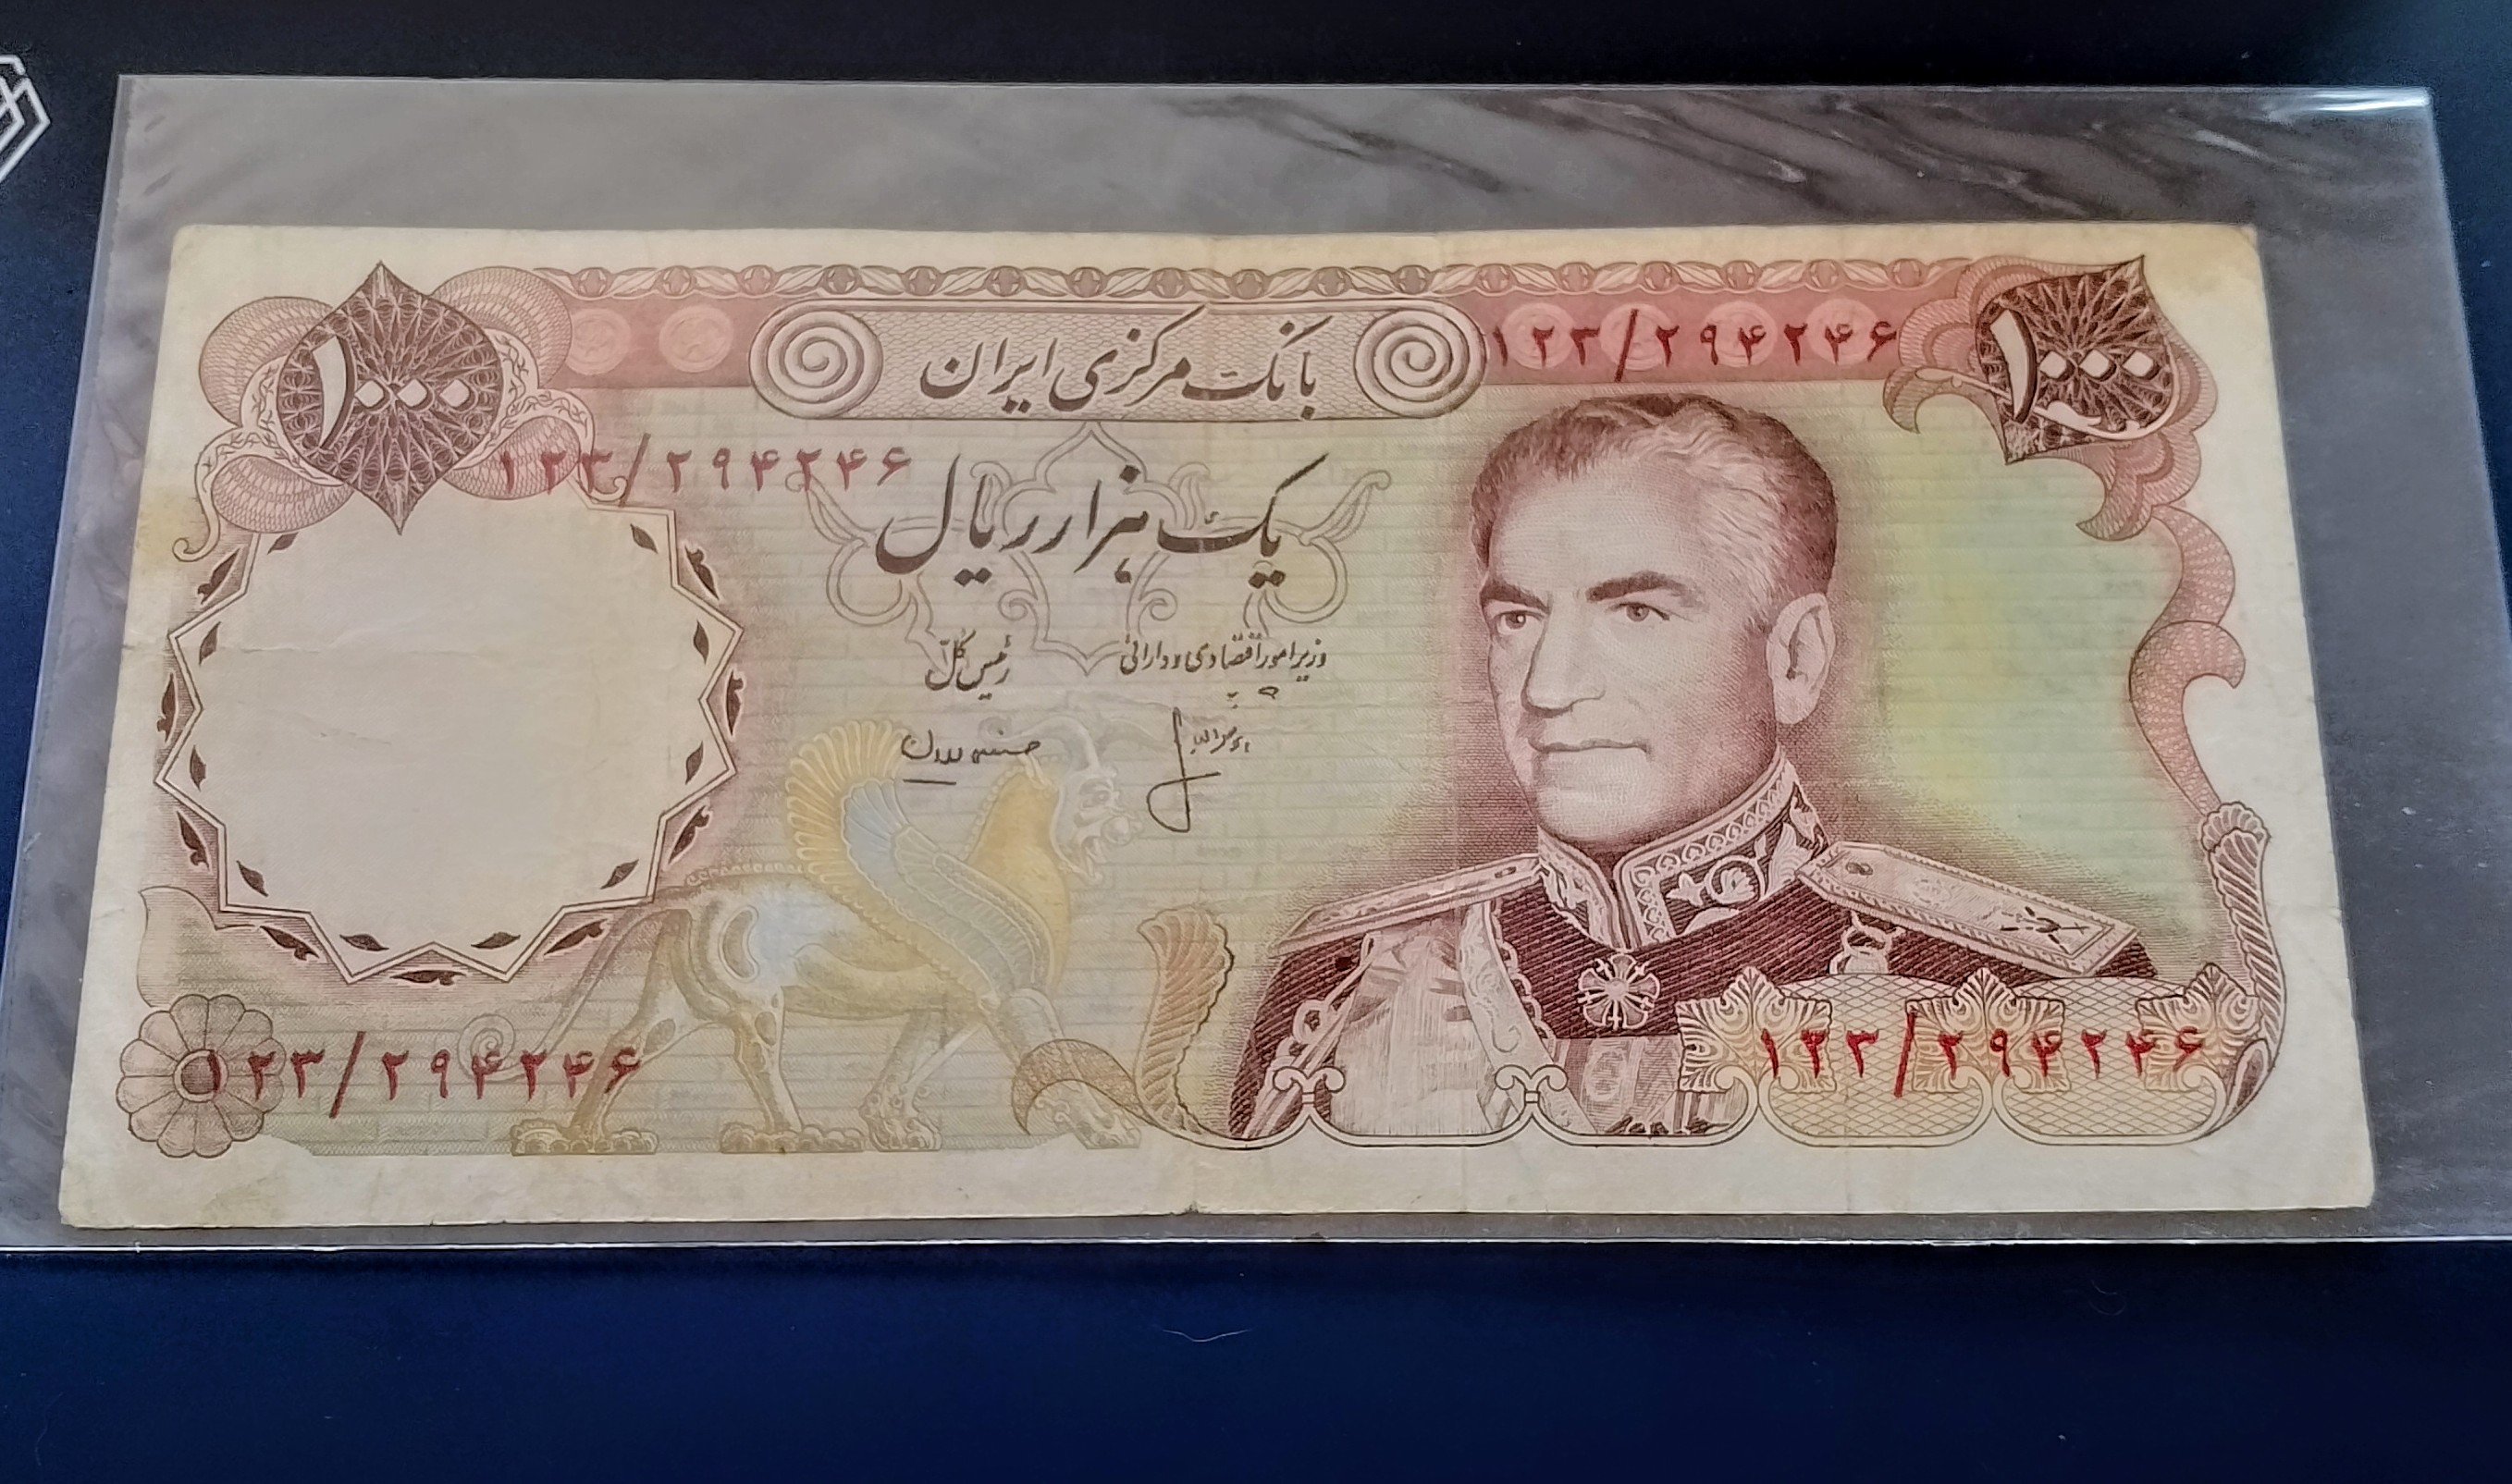 ۱۰۰۰
بانک مرکزی ایران
۱۲۳/۲۹۴۲۴۶
۱۰۰۰
۱۲۳/۲۹۴۲۴۶
یک هزار ریال
وزیر امور اقتصادی و دارائی
رئیس کل
۱۲۳/۲۹۴۲۴۶
۱۲۳/۲۹۴۲۴۶